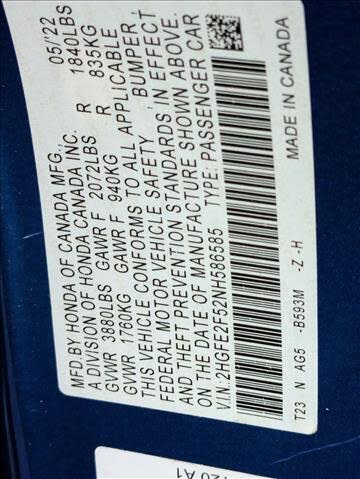 MFD.BY HONDA OF CANADA MFG., 05/'22
A DIVISION OF HONDA CANADA INC.
GVWR 3880LBS GAWR F 2072LBS R 1840LBS
GVWR 1760KG GAWR F 940KG R 835KG
THIS VEHICLE CONFORMS TO ALL APPLICABLE
FEDERAL MOTOR VEHICLE SAFETY, BUMPER,
AND THEFT PREVENTION STANDARDS IN EFFECT
ON THE DATE OF MANUFACTURE SHOWN ABOVE.
V.I.N.:2HGFE2F52NH586585 TYPE: PASSENGER CAR
T23 N AG5 -B593M -Z -H MADE IN CANADA
T20 A1